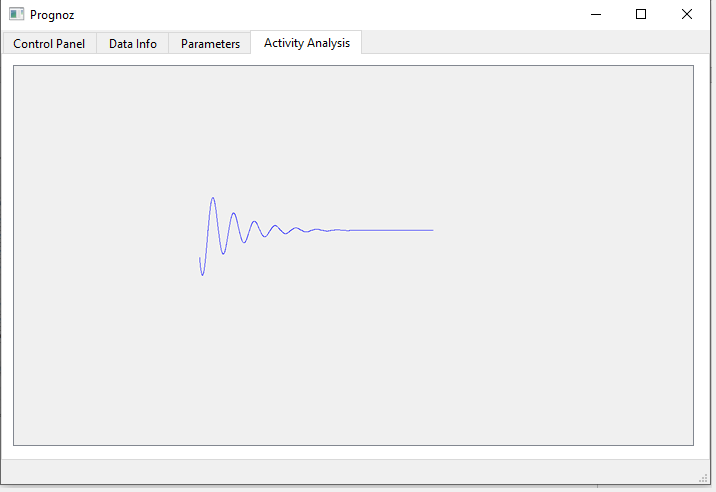 Prognoz
Control Panel Data Info Parameters Activity Analysis